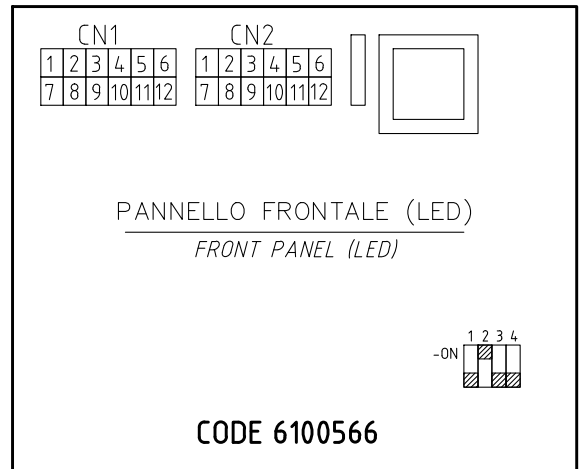 CN1 CN2
1 2 3 4 5 6 1 2 3 4 5 6
7 8 9 10 11 12 7 8 9 10 11 12
PANNELLO FRONTALE (LED)
FRONT PANEL (LED)
1 2 3 4
-ON
CODE 6100566